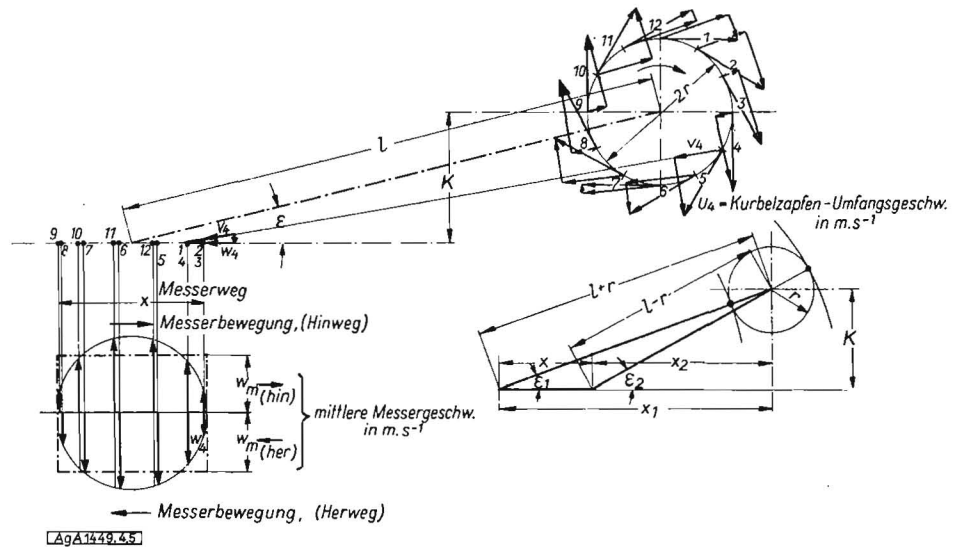 11
12
1
2
3
4
5
6
7
8
9
10
2r
l
K
ε
v₄
U₄ = Kurbelzapfen-Umfangsgeschw.
in m.s⁻¹
9 10 11 12 1 2
8 7 6 5 4 3
V₄
w₄
Messerweg
x
Messerbewegung, (Hinweg)
wm (hin)
wm (her)
w₄
mittlere Messergeschw.
in m.s⁻¹
Messerbewegung, (Herweg)
l+r
l-r
r
K
x
x₂
ε₁
ε₂
x₁
AgA1449.4.5